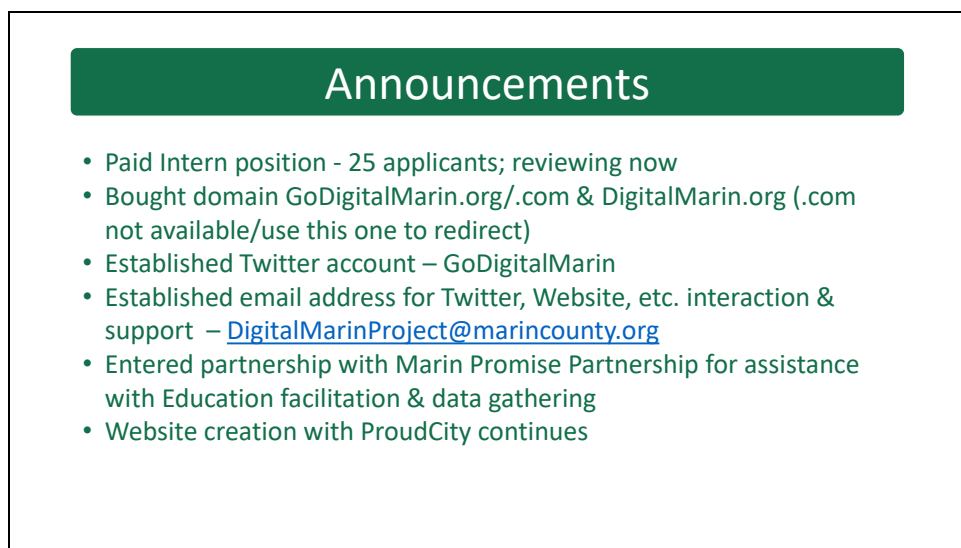 Announcements
• Paid Intern position - 25 applicants; reviewing now
• Bought domain GoDigitalMarin.org/.com & DigitalMarin.org (.com
not available/use this one to redirect)
• Established Twitter account – GoDigitalMarin
• Established email address for Twitter, Website, etc. interaction &
support – DigitalMarinProject@marincounty.org
• Entered partnership with Marin Promise Partnership for assistance
with Education facilitation & data gathering
• Website creation with ProudCity continues